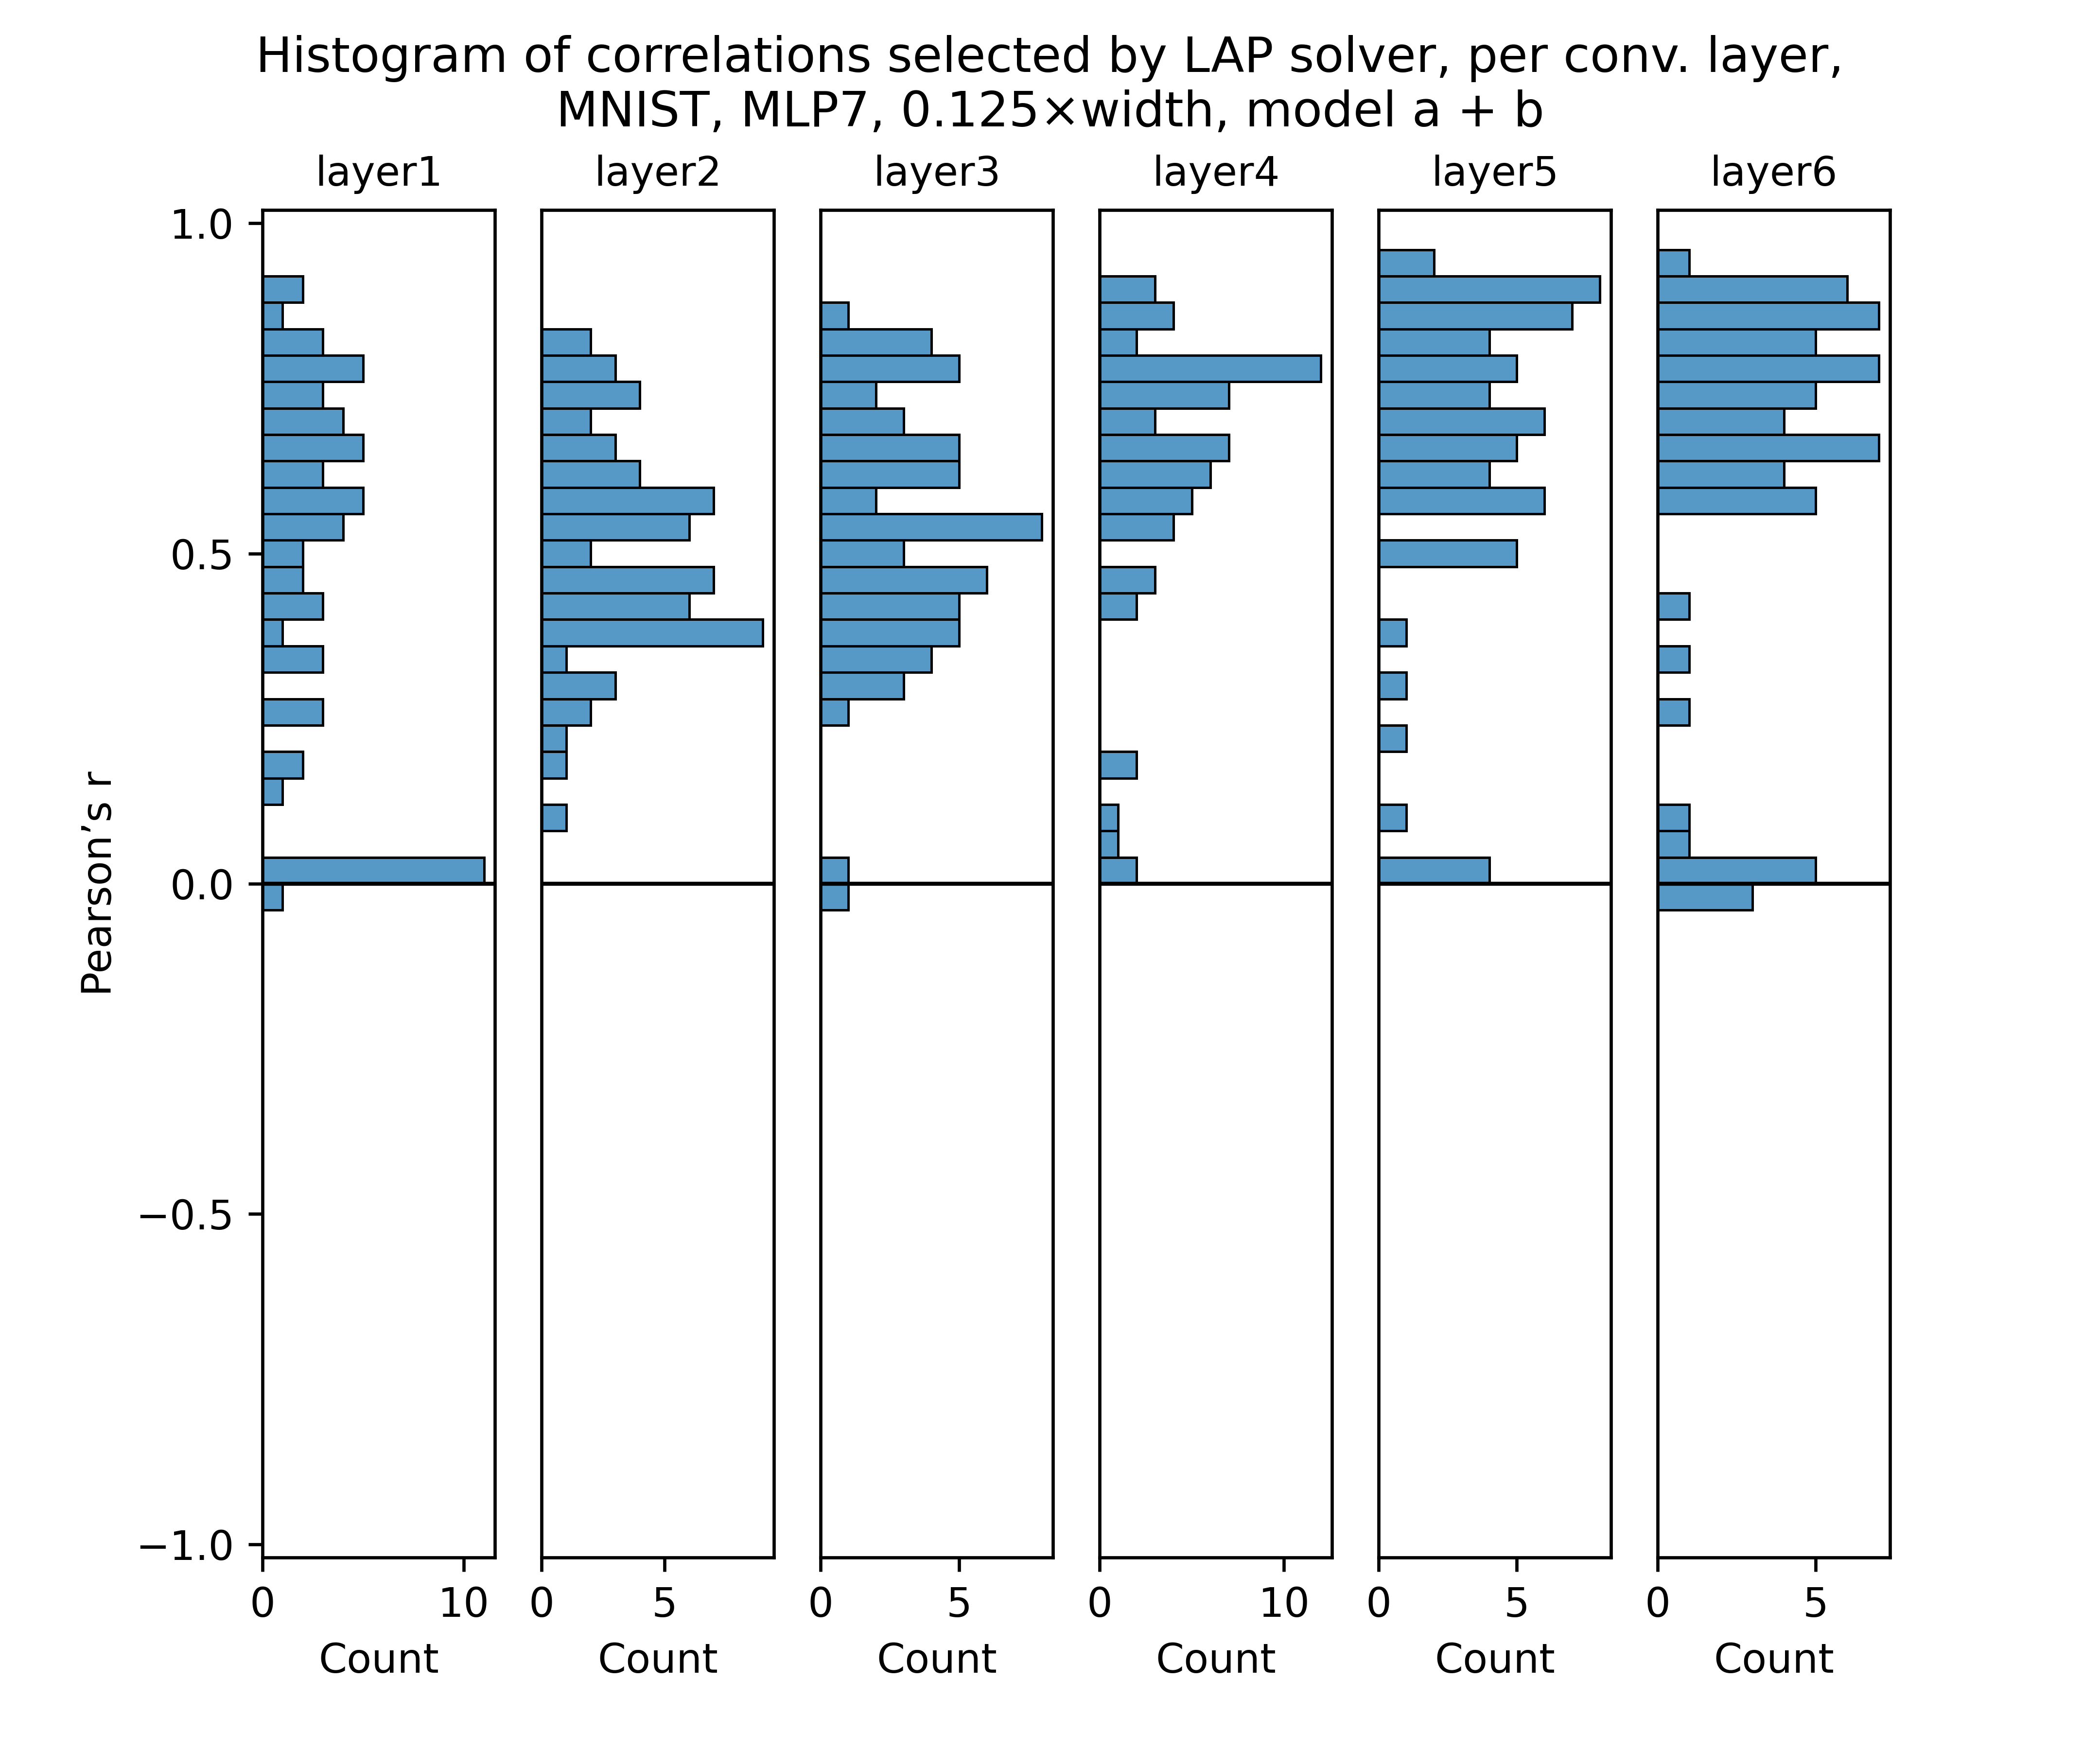 Histogram of correlations selected by LAP solver, per conv. layer,
MNIST, MLP7, 0.125×width, model a + b
layer1 layer2 layer3 layer4 layer5 layer6
1.0
0.5
0.0
−0.5
−1.0
Pearson’s r
0 10 0 5 0 5 0 10 0 5 0 5
Count Count Count Count Count Count